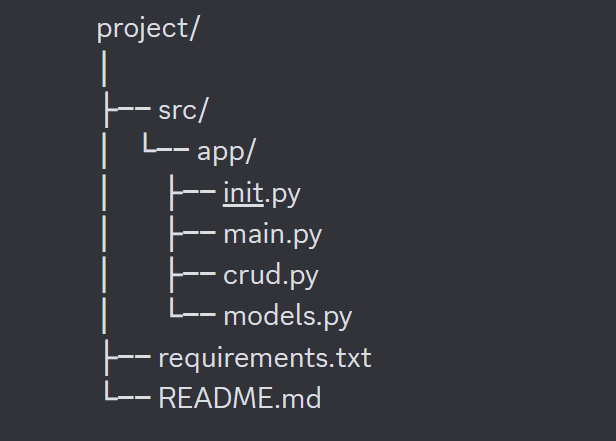 project/
│
├── src/
│   └── app/
│       ├── init.py
│       ├── main.py
│       ├── crud.py
│       └── models.py
├── requirements.txt
└── README.md